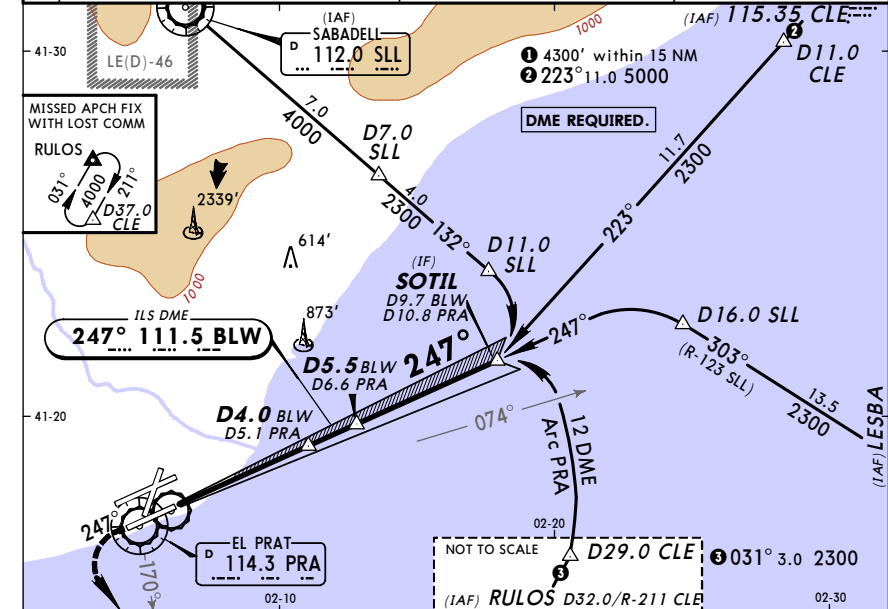 (IAF)
SABADELL
D 112.0 SLL
(IAF) 115.35 CLE
2
D11.0
CLE
1000
41-30
LE(D)-46
1 4300' within 15 NM
2 223° 11.0 5000
DME REQUIRED.
MISSED APCH FIX
WITH LOST COMM
RULOS
031°
4000
211°
D37.0
CLE
7.0
4000
D7.0
SLL
4.0
2300
132°
D11.0
SLL
11.7
2300
223°
2339'
614'
1000
873'
(IF)
SOTIL
D9.7 BLW
D10.8 PRA
ILS DME
247° 111.5 BLW
247°
247°
D16.0 SLL
303°
(R-123 SLL)
13.5
2300
(IAF) LESBA
D5.5 BLW
D6.6 PRA
D4.0 BLW
D5.1 PRA
41-20
074°
12 DME
Arc PRA
247°
170°
EL PRAT
D 114.3 PRA
02-20
NOT TO SCALE
D29.0 CLE
3
3 031° 3.0 2300
(IAF) RULOS D32.0/R-211 CLE
02-10
02-30